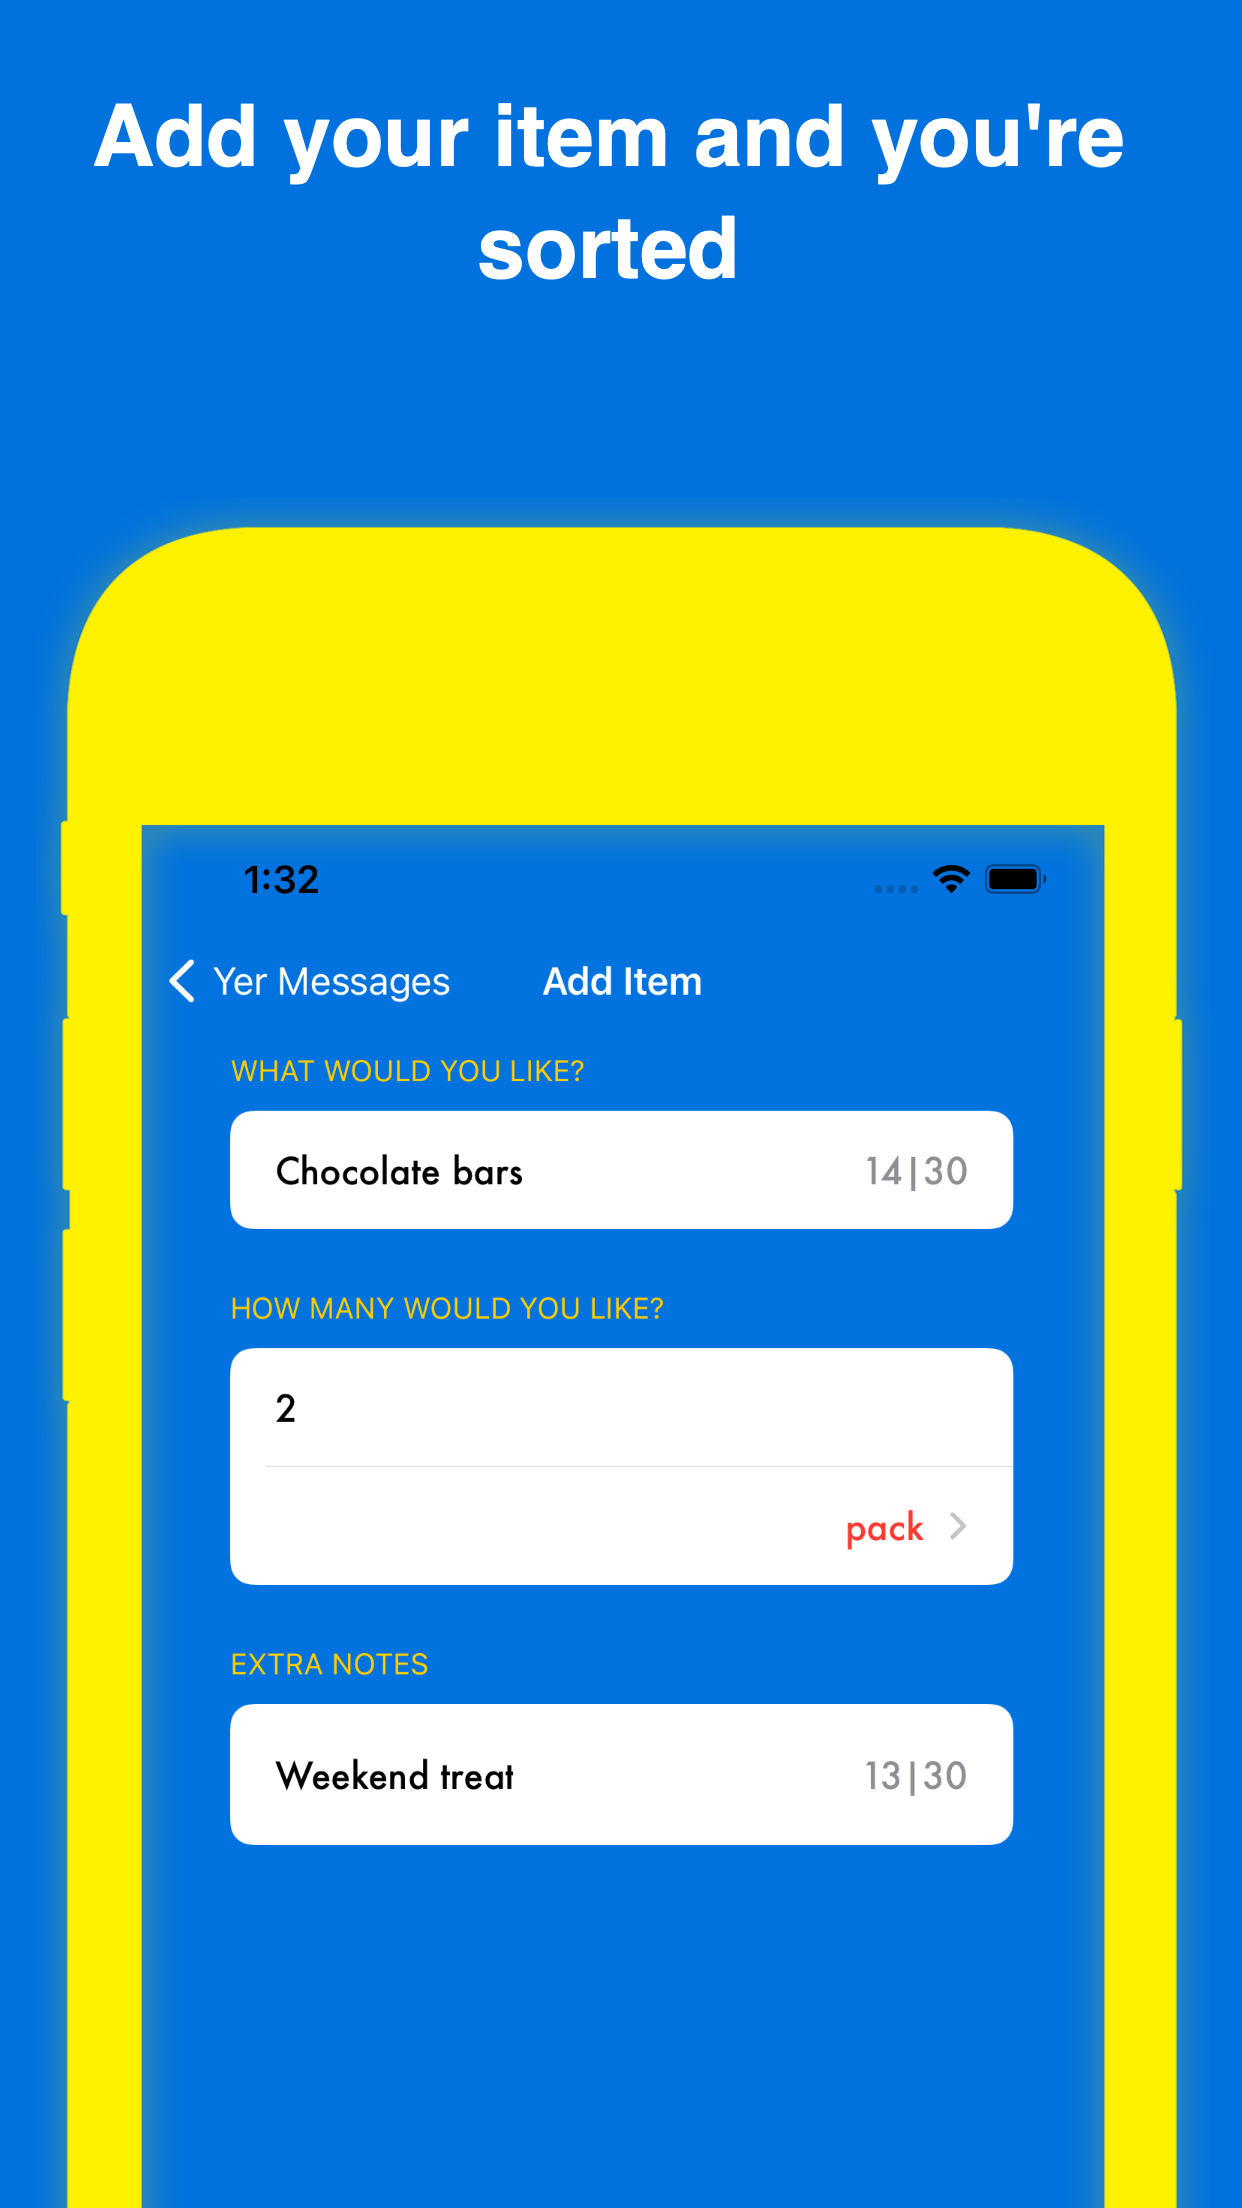 Add your item and you're
sorted
1:32
Yer Messages
Add Item
WHAT WOULD YOU LIKE?
Chocolate bars 14|30
HOW MANY WOULD YOU LIKE?
2
pack
EXTRA NOTES
Weekend treat 13|30